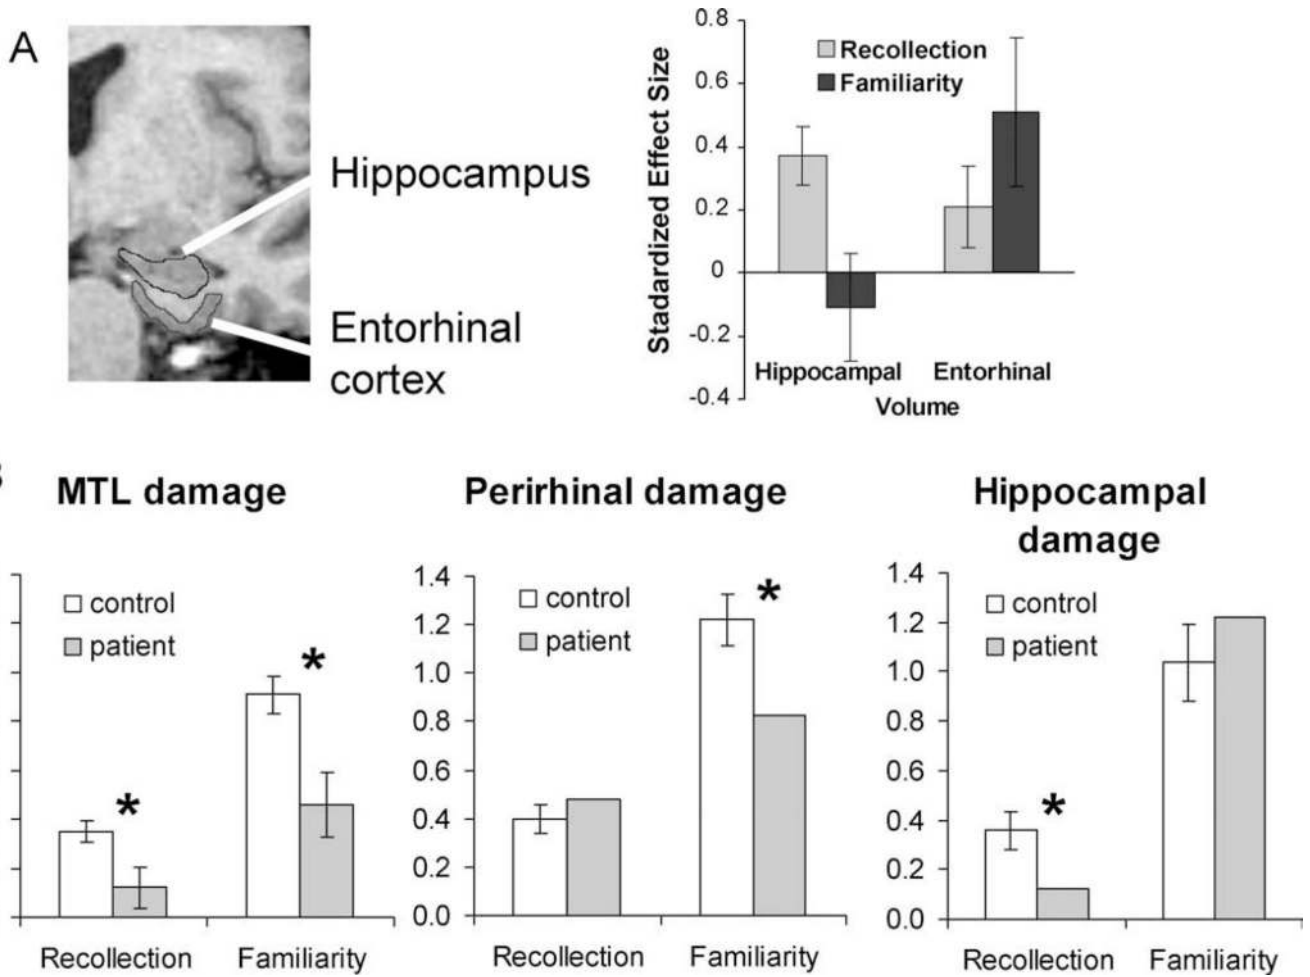 A
Hippocampus
Entorhinal
cortex
Stadardized Effect Size
0.8
0.6
0.4
0.2
0
-0.2
-0.4
Recollection
Familiarity
Hippocampal Entorhinal
Volume
MTL damage
control
patient
*
*
Recollection Familiarity
Perirhinal damage
1.4
1.2
1.0
0.8
0.6
0.4
0.2
0.0
control
patient
*
Recollection Familiarity
Hippocampal
damage
1.4
1.2
1.0
0.8
0.6
0.4
0.2
0.0
control
patient
*
Recollection Familiarity